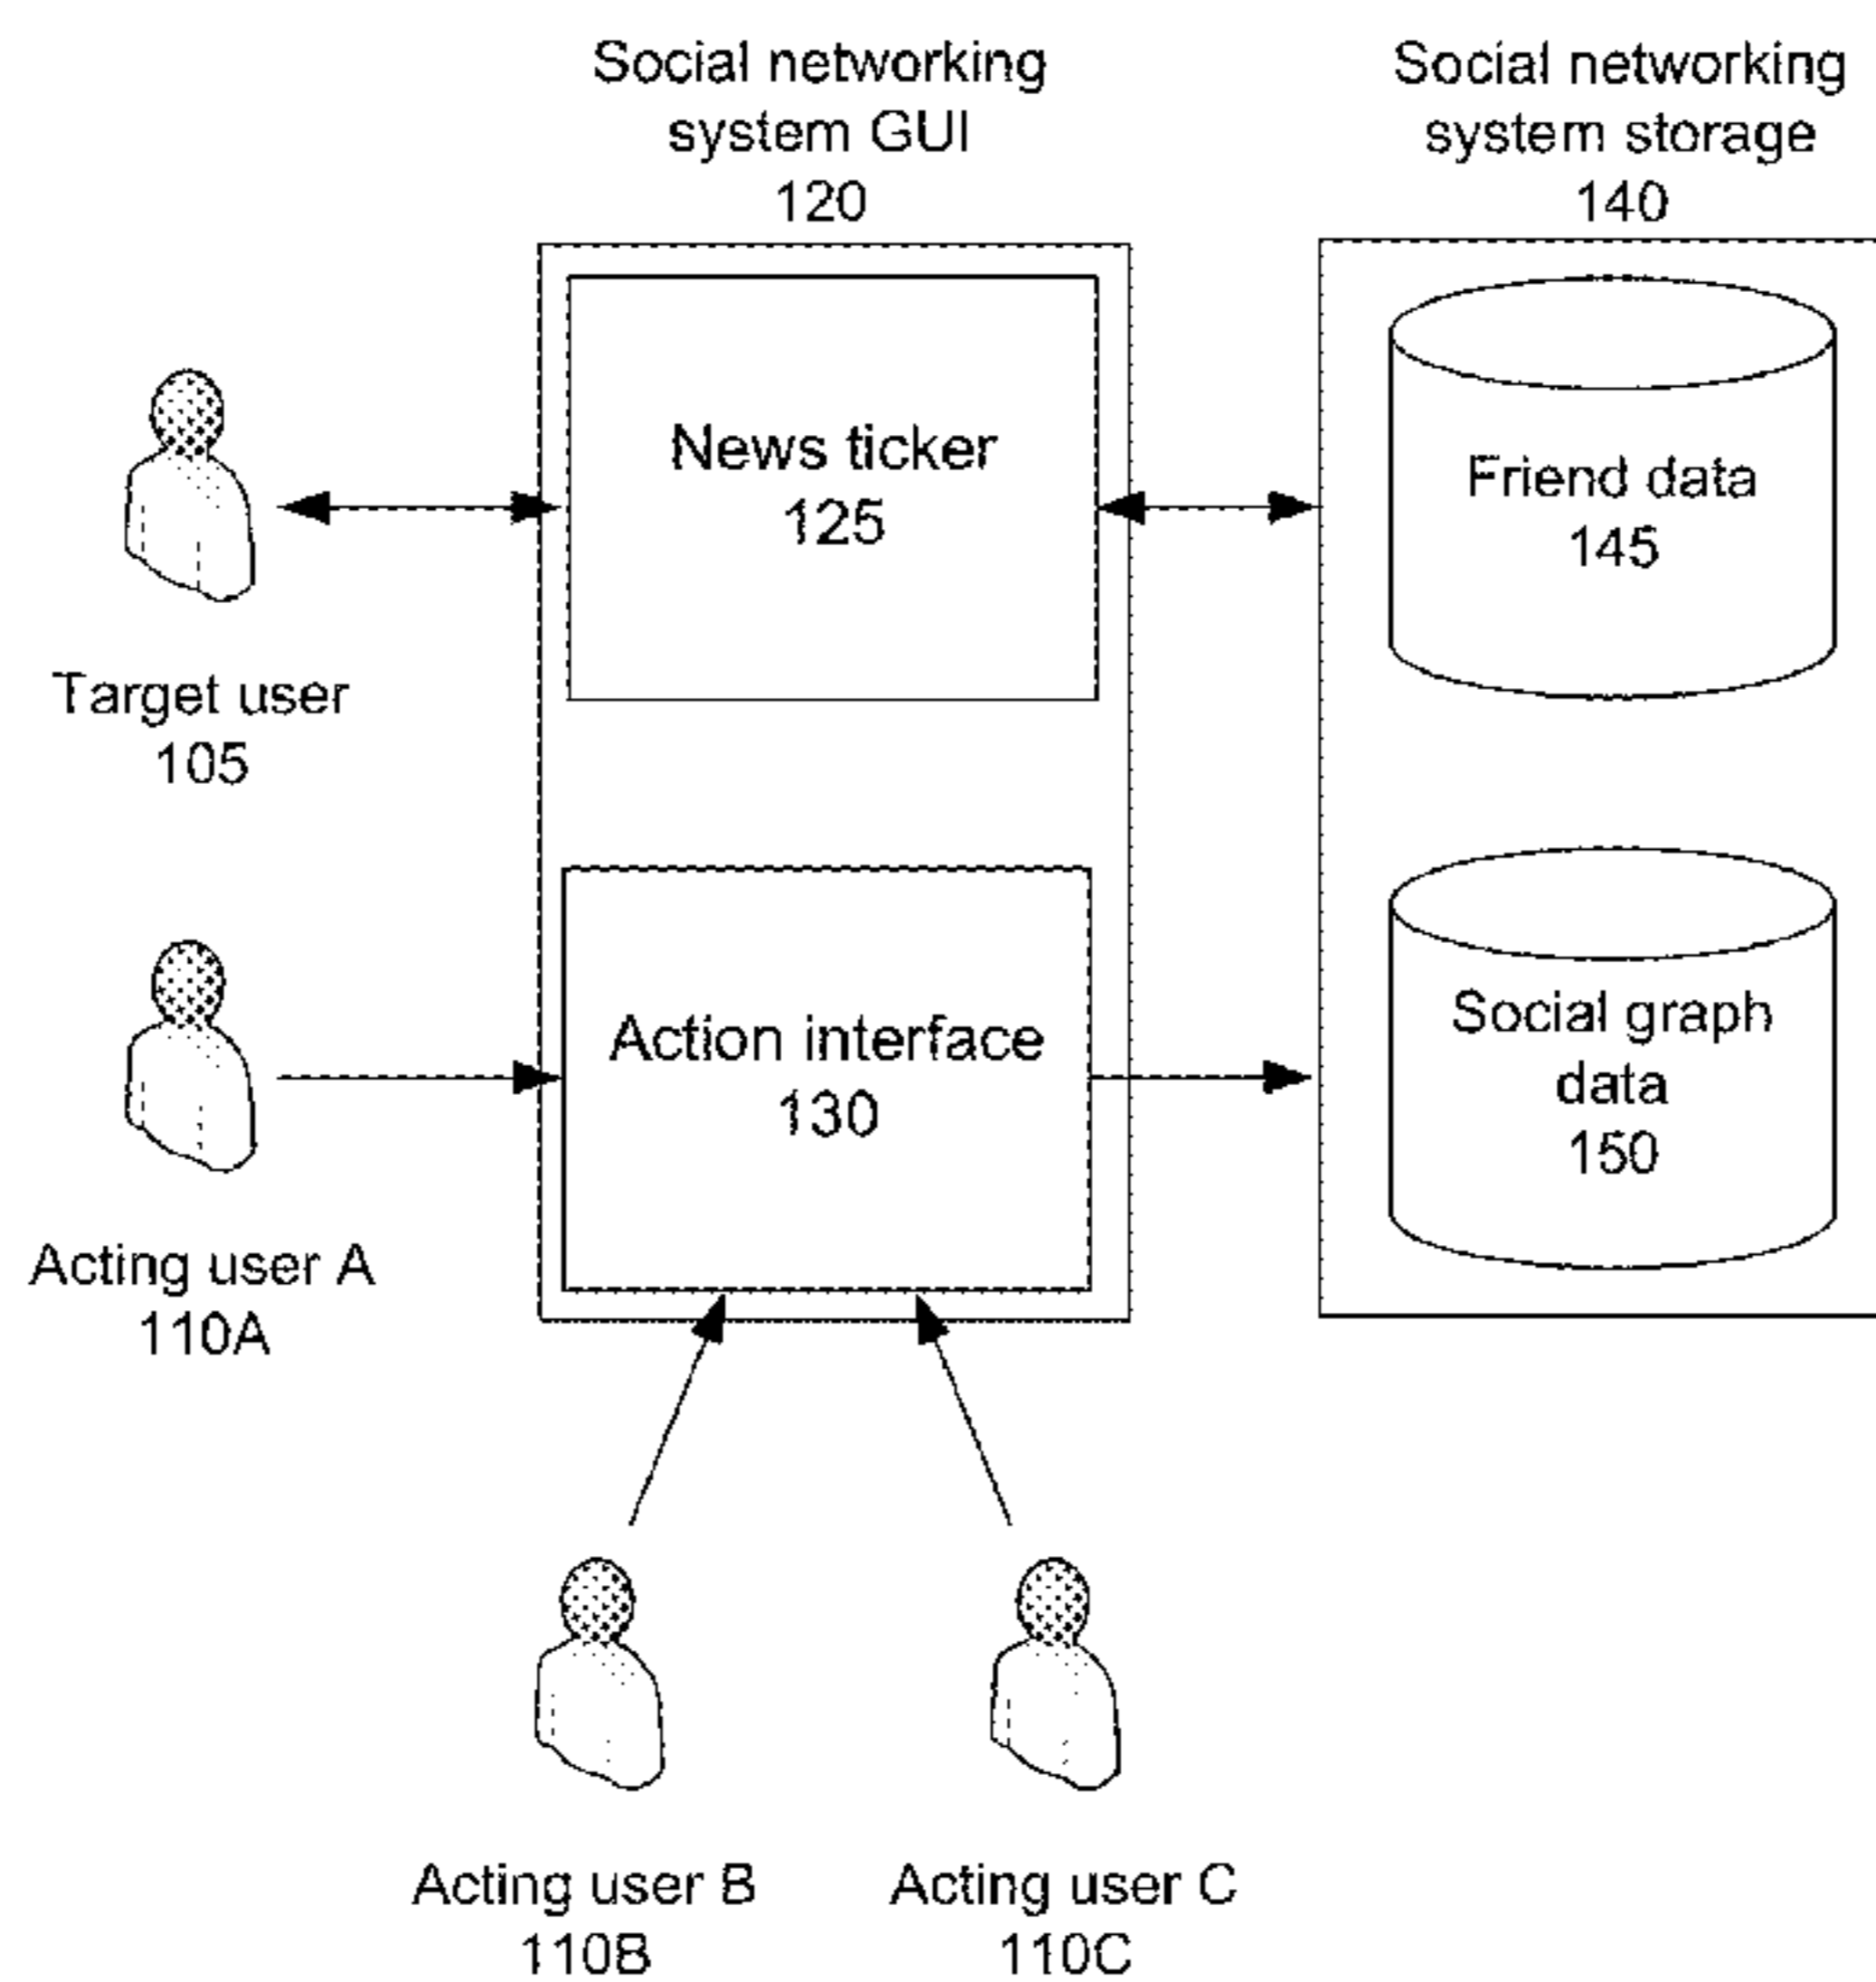 Social networking
system GUI
120
Social networking
system storage
140
News ticker
125
Friend data
145
Target user
105
Action interface
130
Social graph
data
150
Acting user A
110A
Acting user B
110B
Acting user C
110C